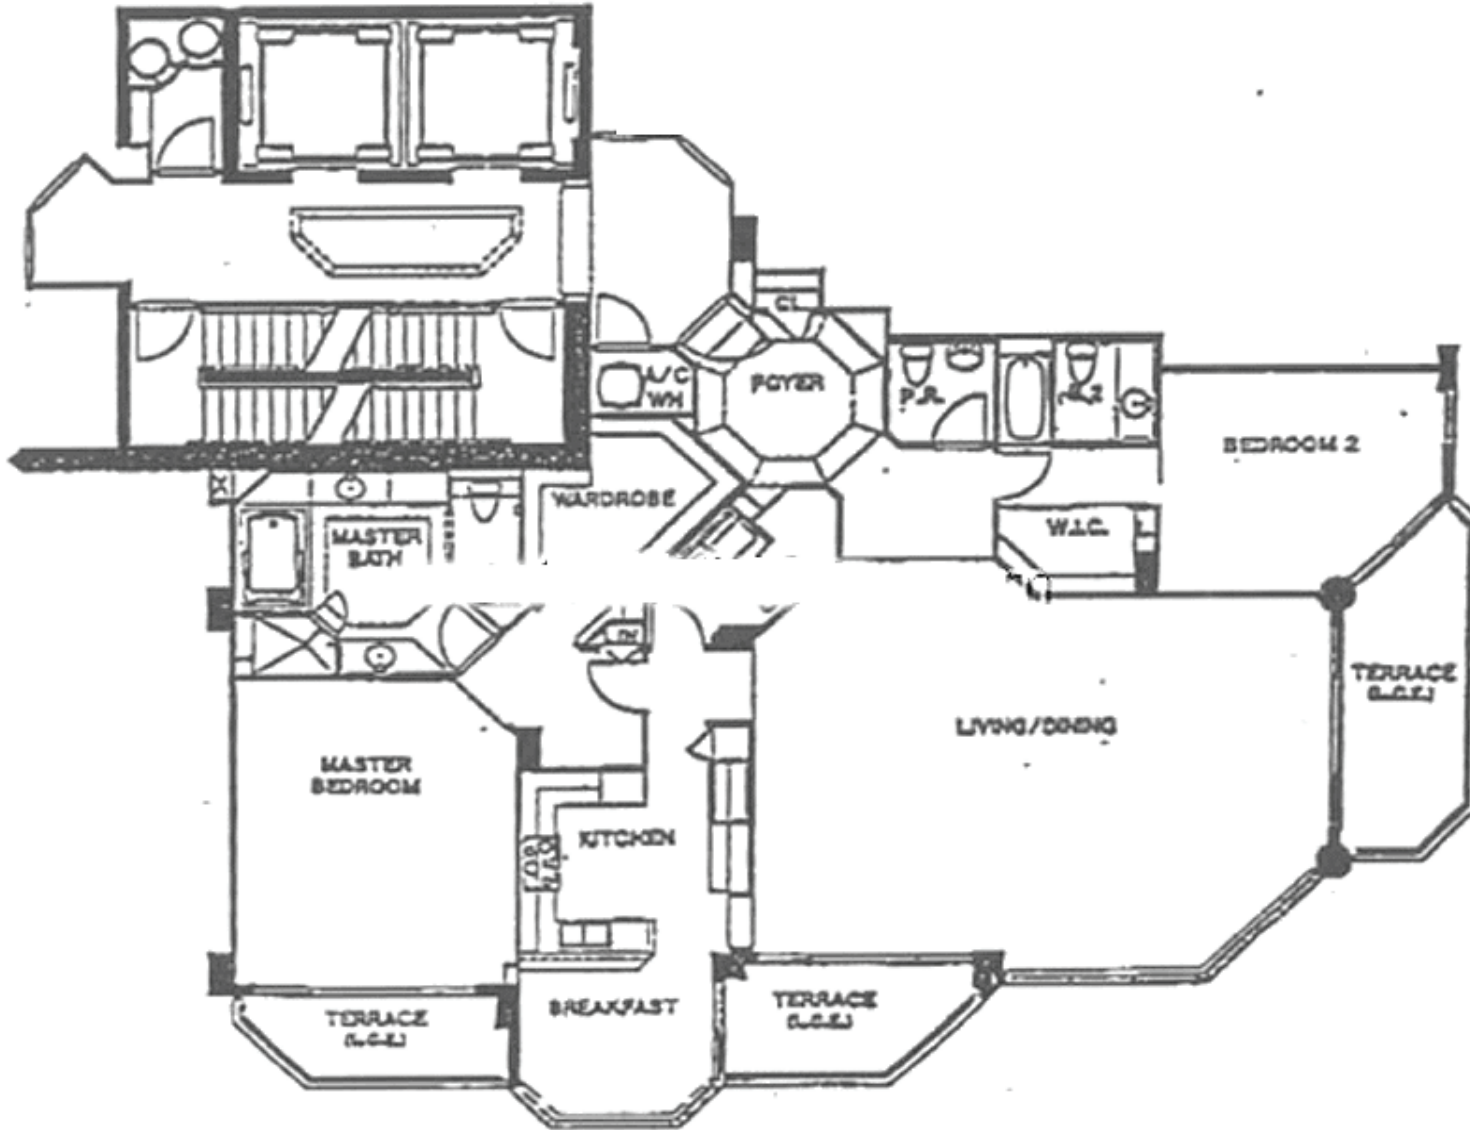 CL
A/C
WH
FOYER
P.R.
BEDROOM 2
WARDROBE
W.I.C.
MASTER
BATH
TERRACE
(L.C.E.)
LIVING/DINING
MASTER
BEDROOM
KITCHEN
BREAKFAST
TERRACE
(L.C.E.)
TERRACE
(L.C.E.)